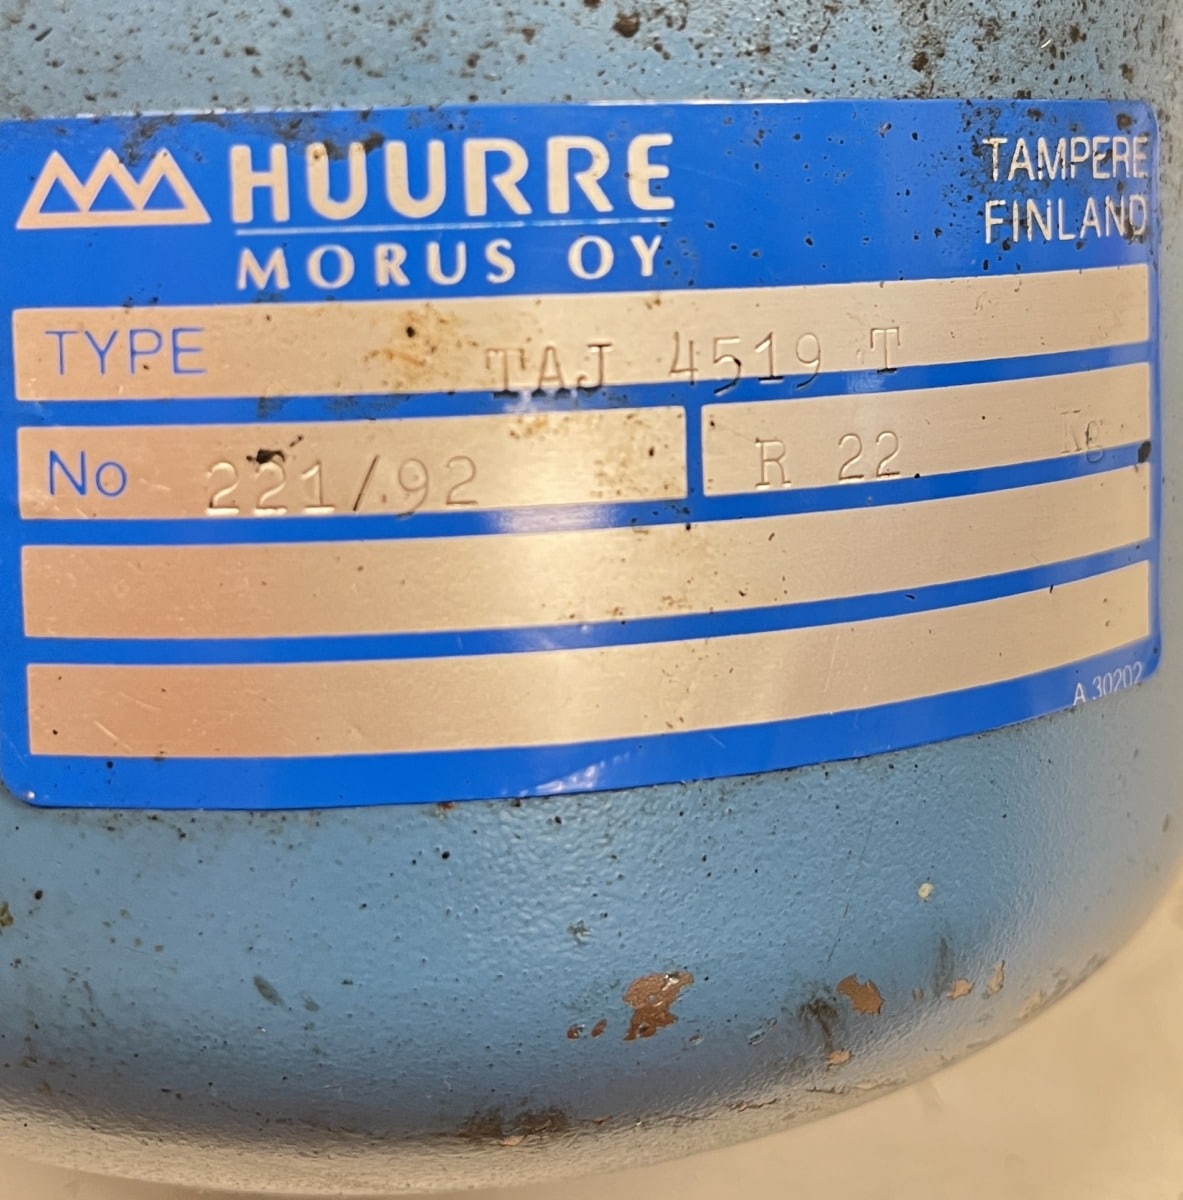 HUURRE
MORUS OY
TAMPERE
FINLAND
TYPE TAJ 4519 T
No 221/92 R 22 Kg
A 30202